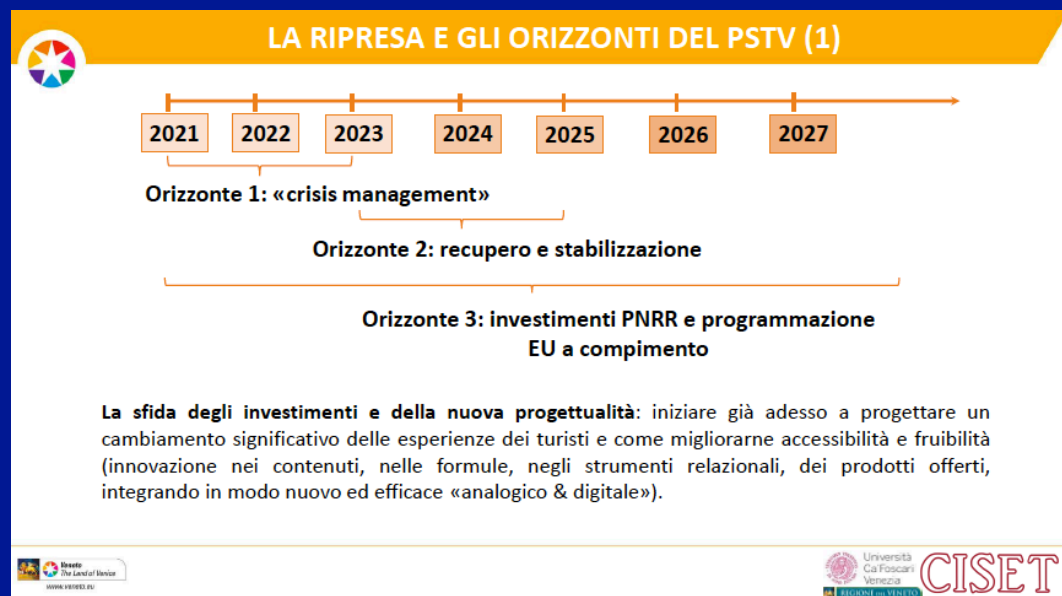 LA RIPRESA E GLI ORIZZONTI DEL PSTV (1)
2021 2022 2023 2024 2025 2026 2027
Orizzonte 1: «crisis management»
Orizzonte 2: recupero e stabilizzazione
Orizzonte 3: investimenti PNRR e programmazione
EU a compimento
La sfida degli investimenti e della nuova progettualità: iniziare già adesso a progettare un
cambiamento significativo delle esperienze dei turisti e come migliorarne accessibilità e fruibilità
(innovazione nei contenuti, nelle formule, negli strumenti relazionali, dei prodotti offerti,
integrando in modo nuovo ed efficace «analogico & digitale»).
Veneto
The Land of Venice
www.veneto.eu
Università
Ca'Foscari
Venezia
CISET
REGIONE DEL VENETO